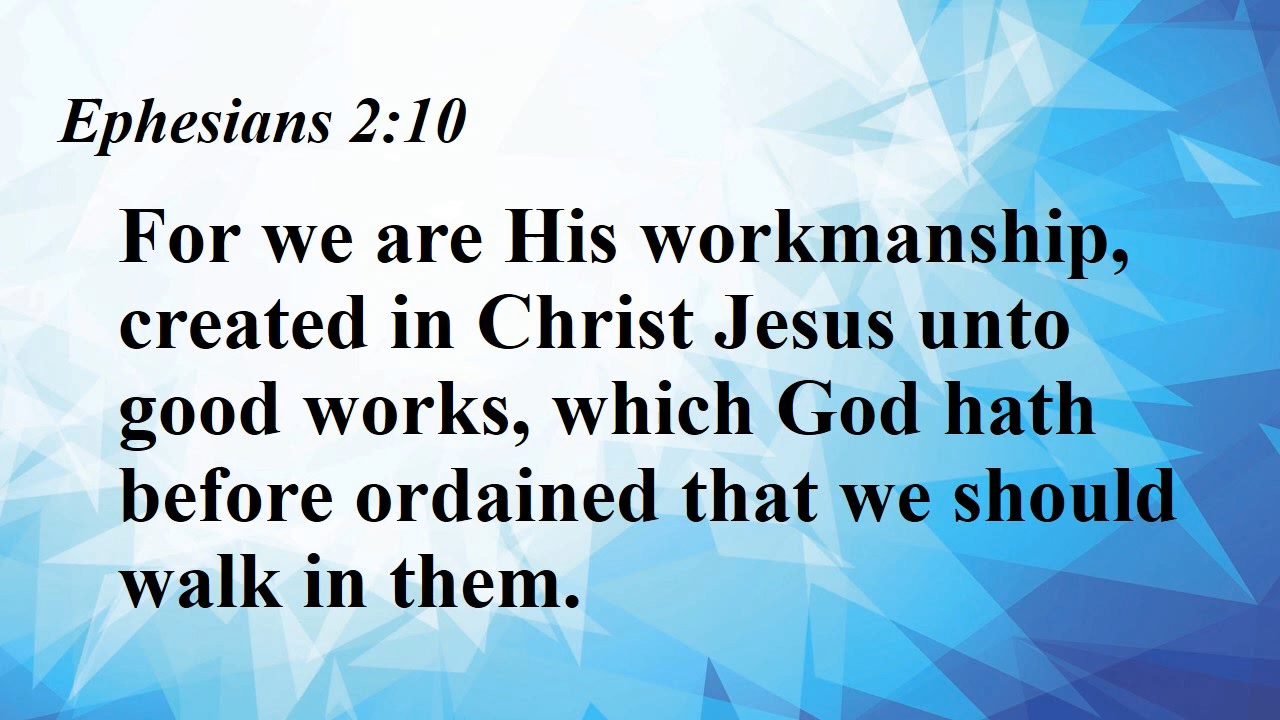 Ephesians 2:10
For we are His workmanship,
created in Christ Jesus unto
good works, which God hath
before ordained that we should
walk in them.